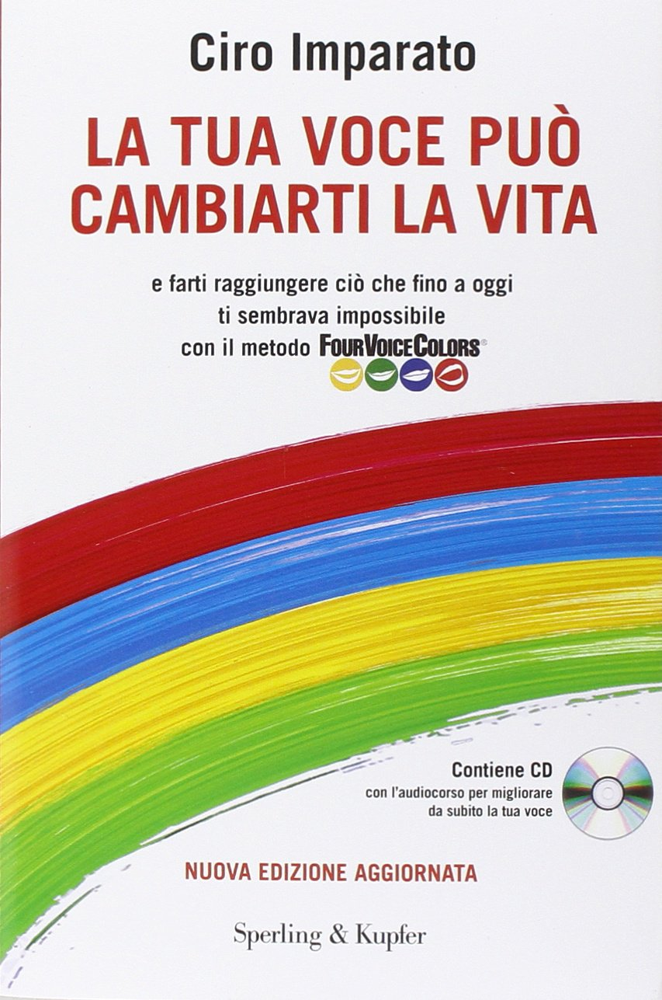 Ciro Imparato
LA TUA VOCE PUÒ
CAMBIARTI LA VITA
e farti raggiungere ciò che fino a oggi
ti sembrava impossibile
con il metodo FOURVOICECOLORS®
Contiene CD
con l'audiocorso per migliorare
da subito la tua voce
NUOVA EDIZIONE AGGIORNATA
Sperling & Kupfer